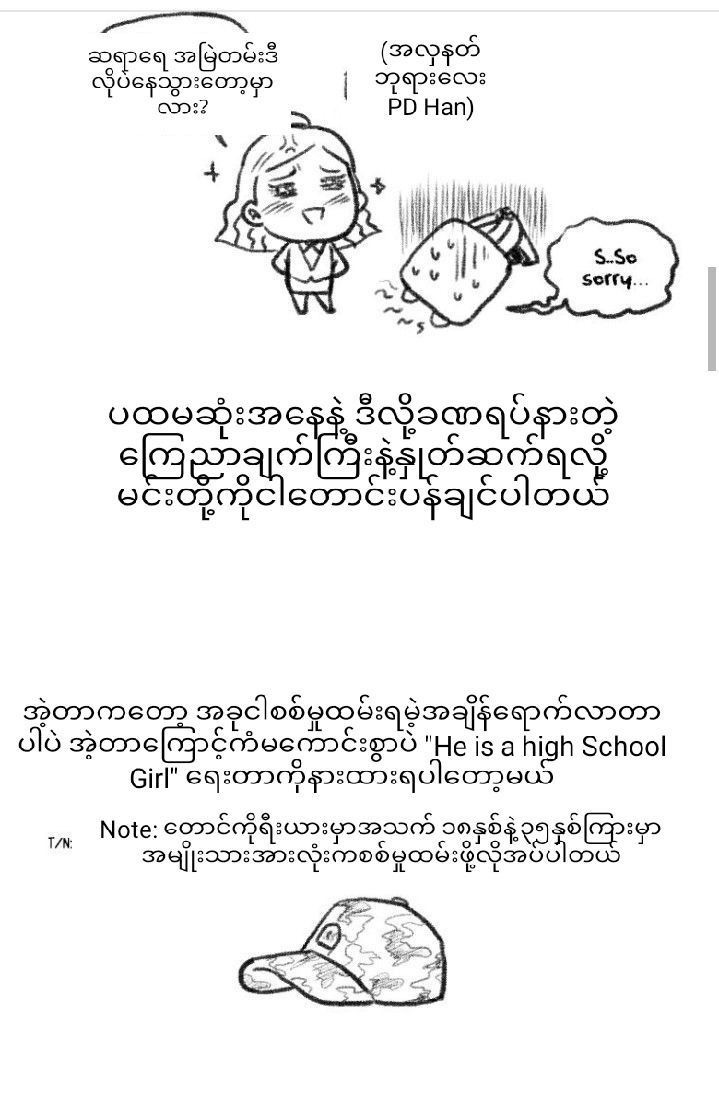 ဆရာရေ အမြဲတမ်းဒီ
လိုပဲနေသွားတော့မှာ
လား?
(အလှနတ်
ဘုရားလေး
PD Han)
S..So
sorry...
ပထမဆုံးအနေနဲ့ ဒီလို့ခဏရပ်နားတဲ့
ကြေညာချက်ကြီးနဲ့နှုတ်ဆက်ရလို့
မင်းတို့ကိုငါတောင်းပန်ချင်ပါတယ်
အဲ့တာကတော့ အခုငါစစ်မှုထမ်းရမဲ့အချိန်ရောက်လာတာ
ပါပဲ အဲ့တာကြောင့်ကံမကောင်းစွာပဲ "He is a high School
Girl" ရေးတာကိုနားထားရပါတော့မယ်
T/N:
Note: တောင်ကိုရီးယားမှာအသက် ၁၈နှစ်နဲ့ ၃၅နှစ်ကြားမှာ
အမျိုးသားအားလုံးကစစ်မှုထမ်းဖို့လိုအပ်ပါတယ်